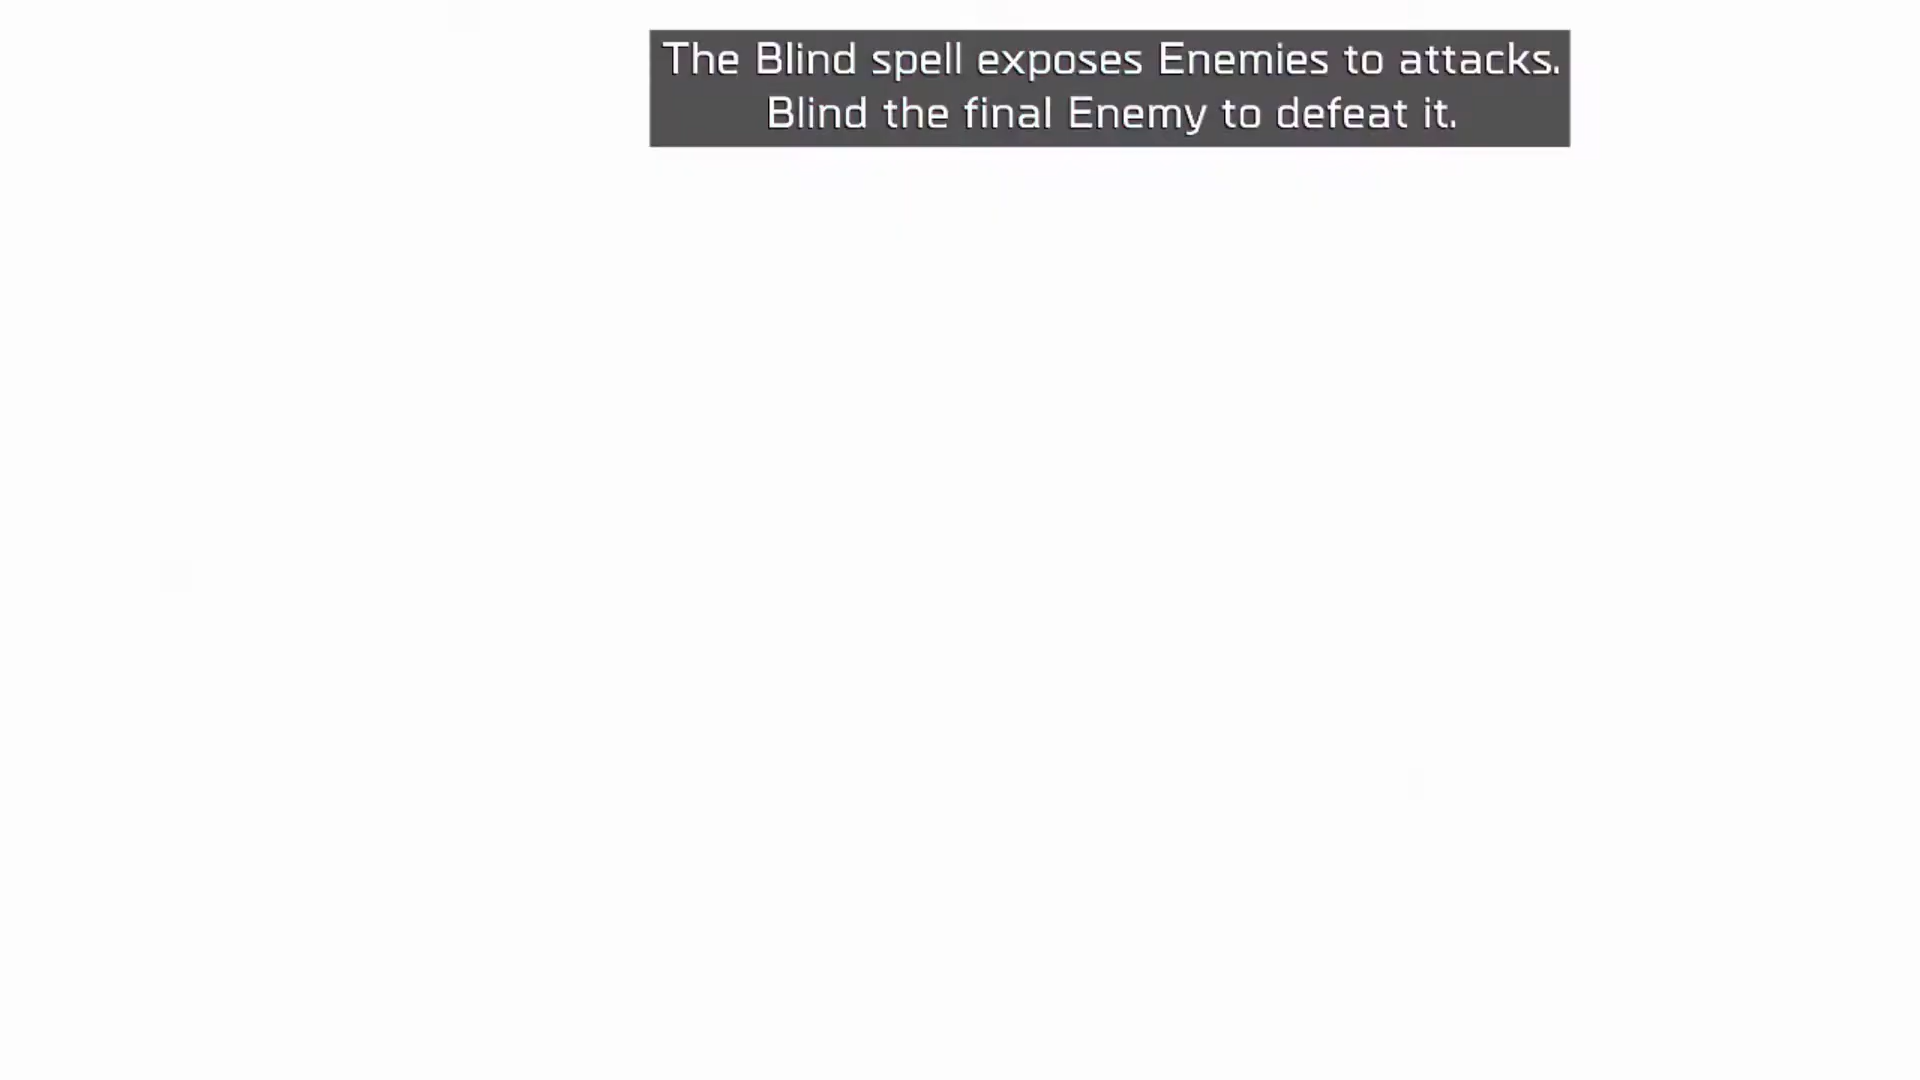 The Blind spell exposes Enemies to attacks.
Blind the final Enemy to defeat it.